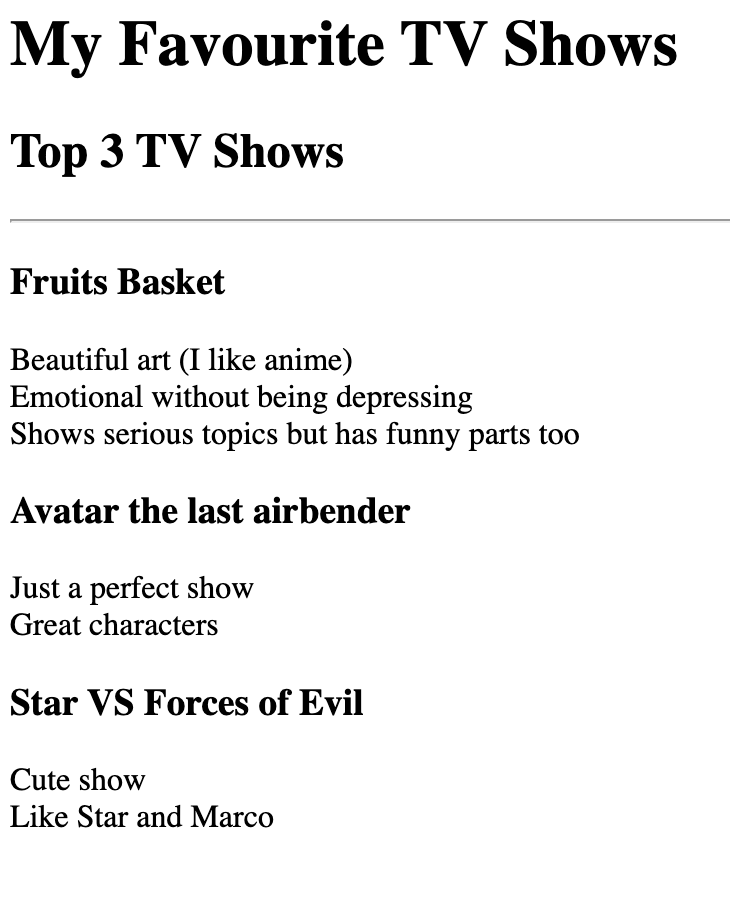 My Favourite TV Shows
Top 3 TV Shows
Fruits Basket
Beautiful art (I like anime)
Emotional without being depressing
Shows serious topics but has funny parts too
Avatar the last airbender
Just a perfect show
Great characters
Star VS Forces of Evil
Cute show
Like Star and Marco